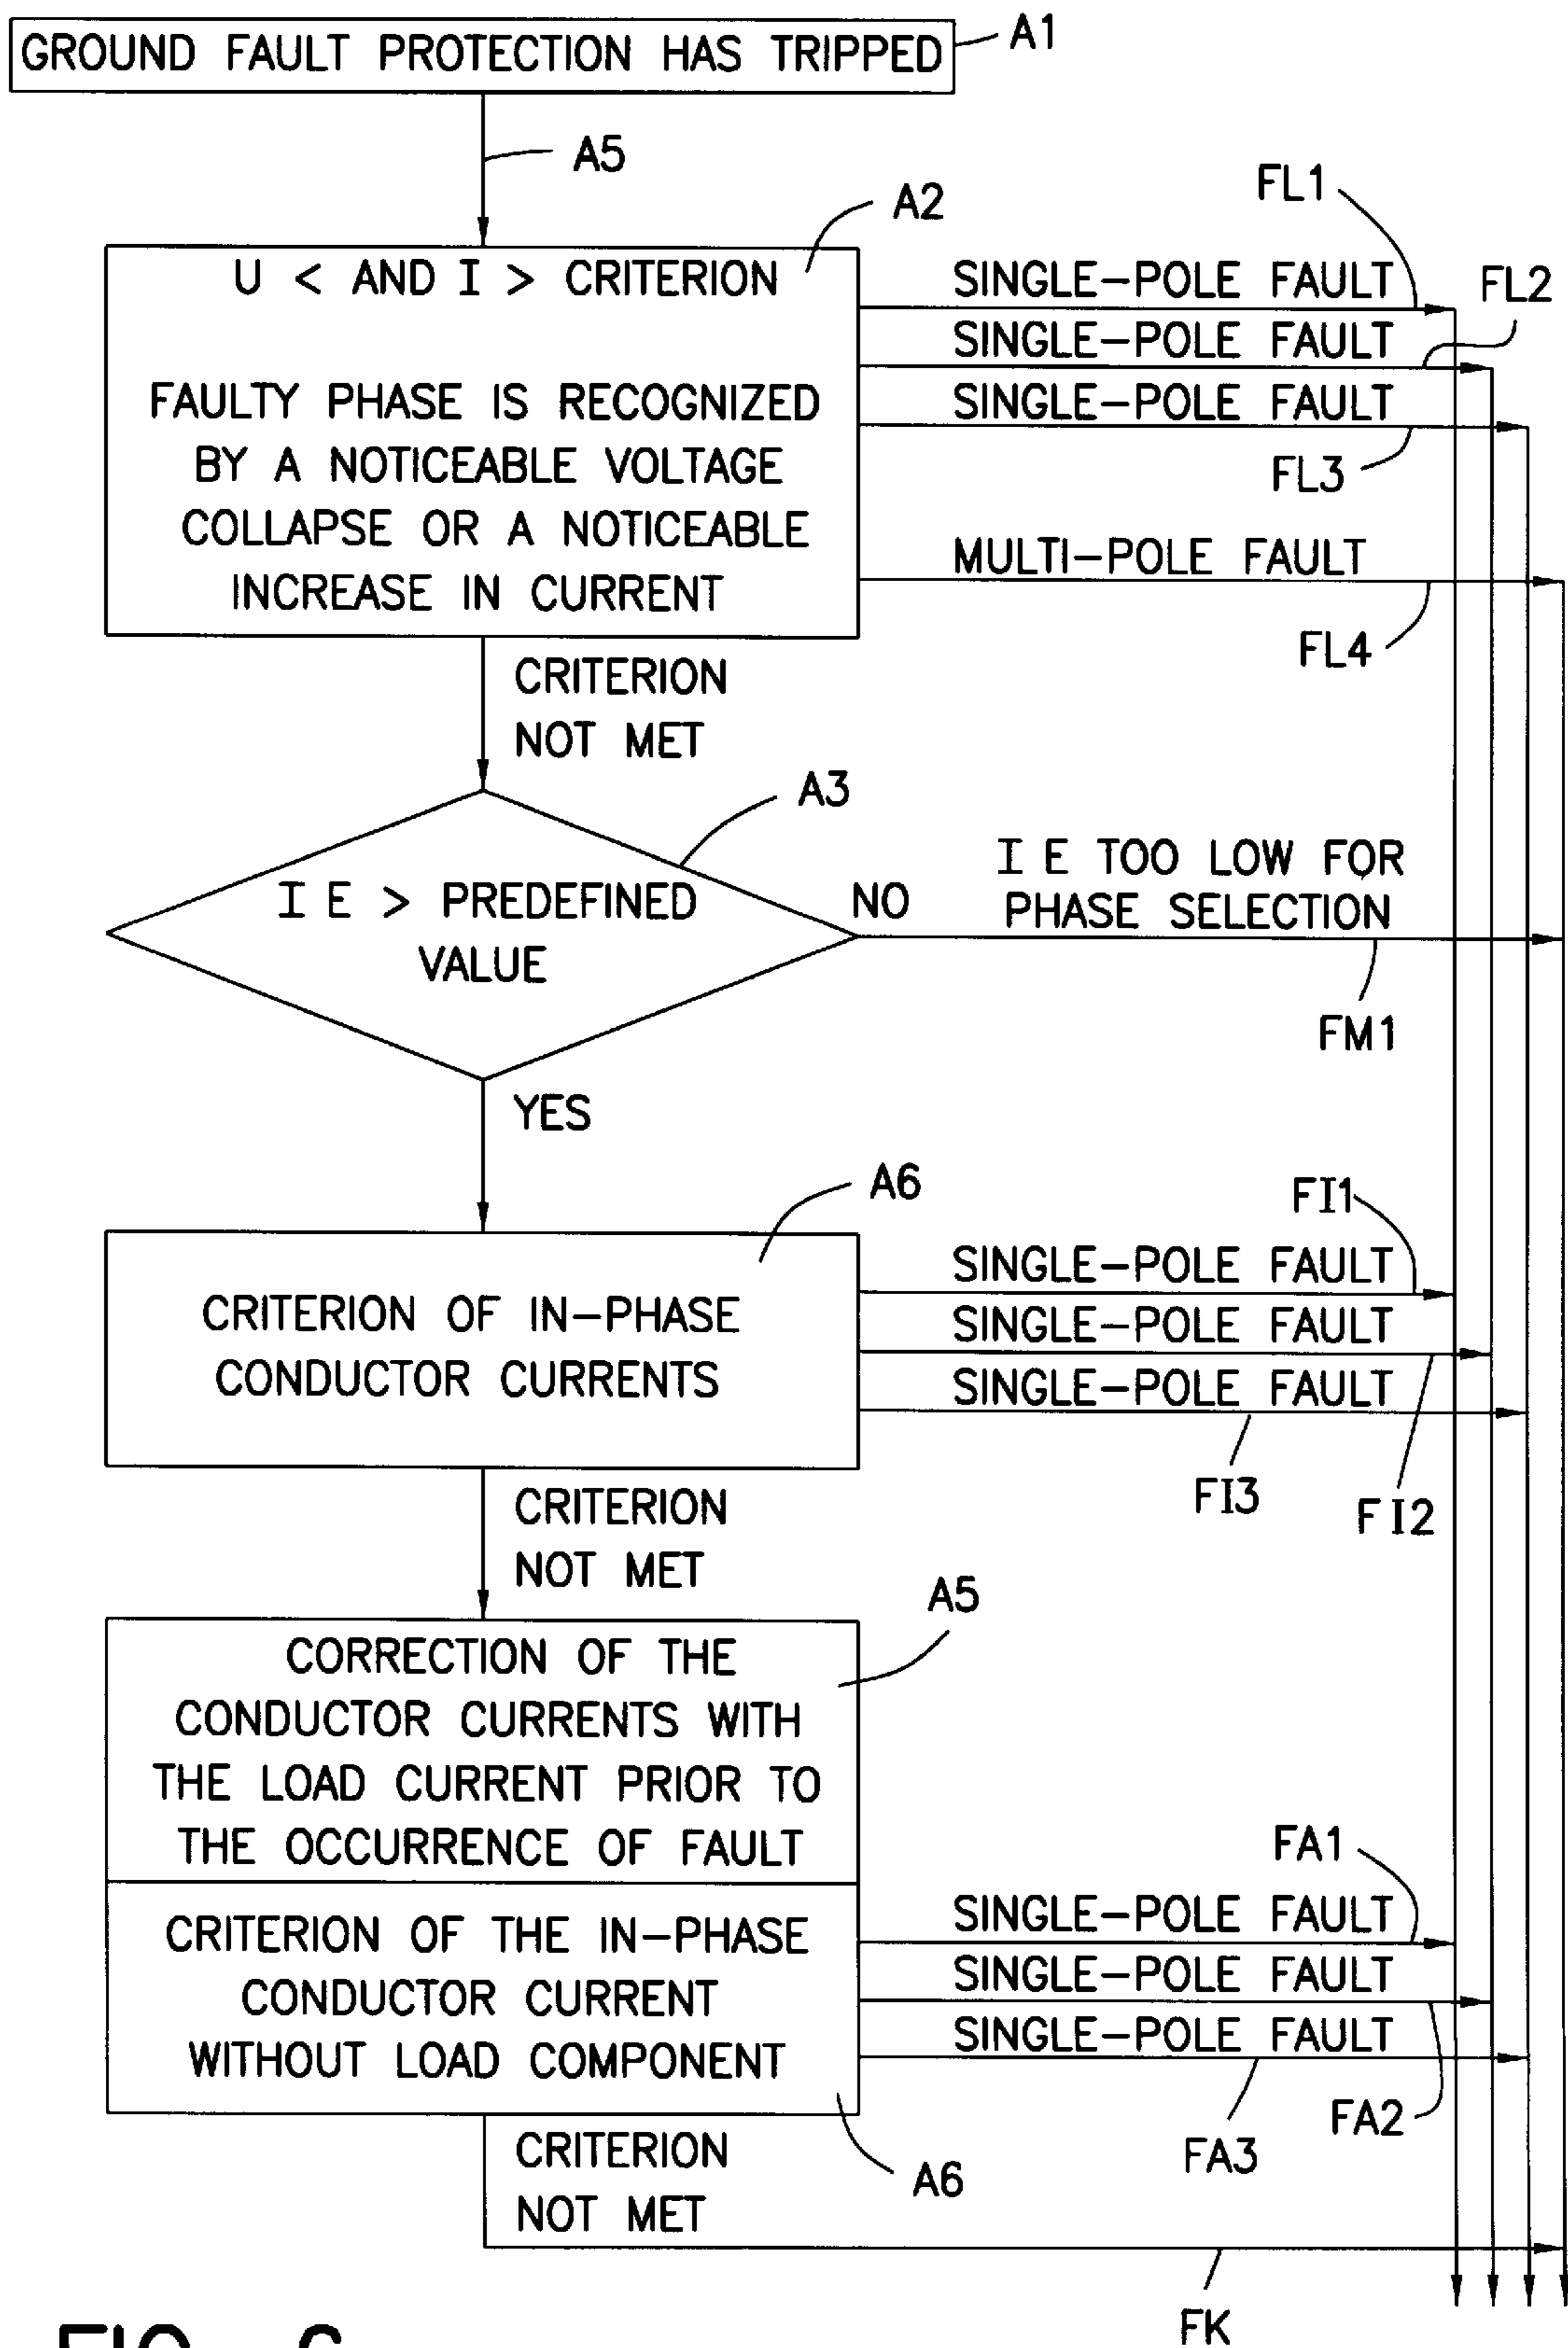 GROUND FAULT PROTECTION HAS TRIPPED
A1
A5
A2
U < AND I > CRITERION
FAULTY PHASE IS RECOGNIZED
BY A NOTICEABLE VOLTAGE
COLLAPSE OR A NOTICEABLE
INCREASE IN CURRENT
FL1
SINGLE-POLE FAULT
FL2
SINGLE-POLE FAULT
SINGLE-POLE FAULT
FL3
MULTI-POLE FAULT
FL4
CRITERION
NOT MET
A3
I E > PREDEFINED
VALUE
NO
I E TOO LOW FOR
PHASE SELECTION
FM1
YES
A6
CRITERION OF IN-PHASE
CONDUCTOR CURRENTS
FI1
SINGLE-POLE FAULT
SINGLE-POLE FAULT
SINGLE-POLE FAULT
FI3
FI2
CRITERION
NOT MET
A5
CORRECTION OF THE
CONDUCTOR CURRENTS WITH
THE LOAD CURRENT PRIOR TO
THE OCCURRENCE OF FAULT
CRITERION OF THE IN-PHASE
CONDUCTOR CURRENT
WITHOUT LOAD COMPONENT
FA1
SINGLE-POLE FAULT
SINGLE-POLE FAULT
SINGLE-POLE FAULT
FA2
FA3
A6
CRITERION
NOT MET
FK
FIG. 6